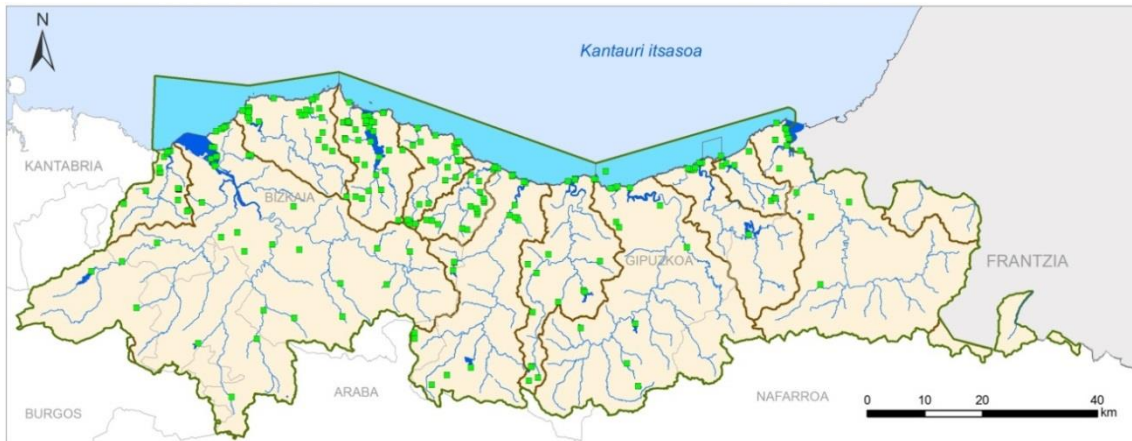 N
Kantauri itsasoa
KANTABRIA
BIZKAIA
GIPUZKOA
FRANTZIA
ARABA
NAFARROA
BURGOS
0 10 20 40
km